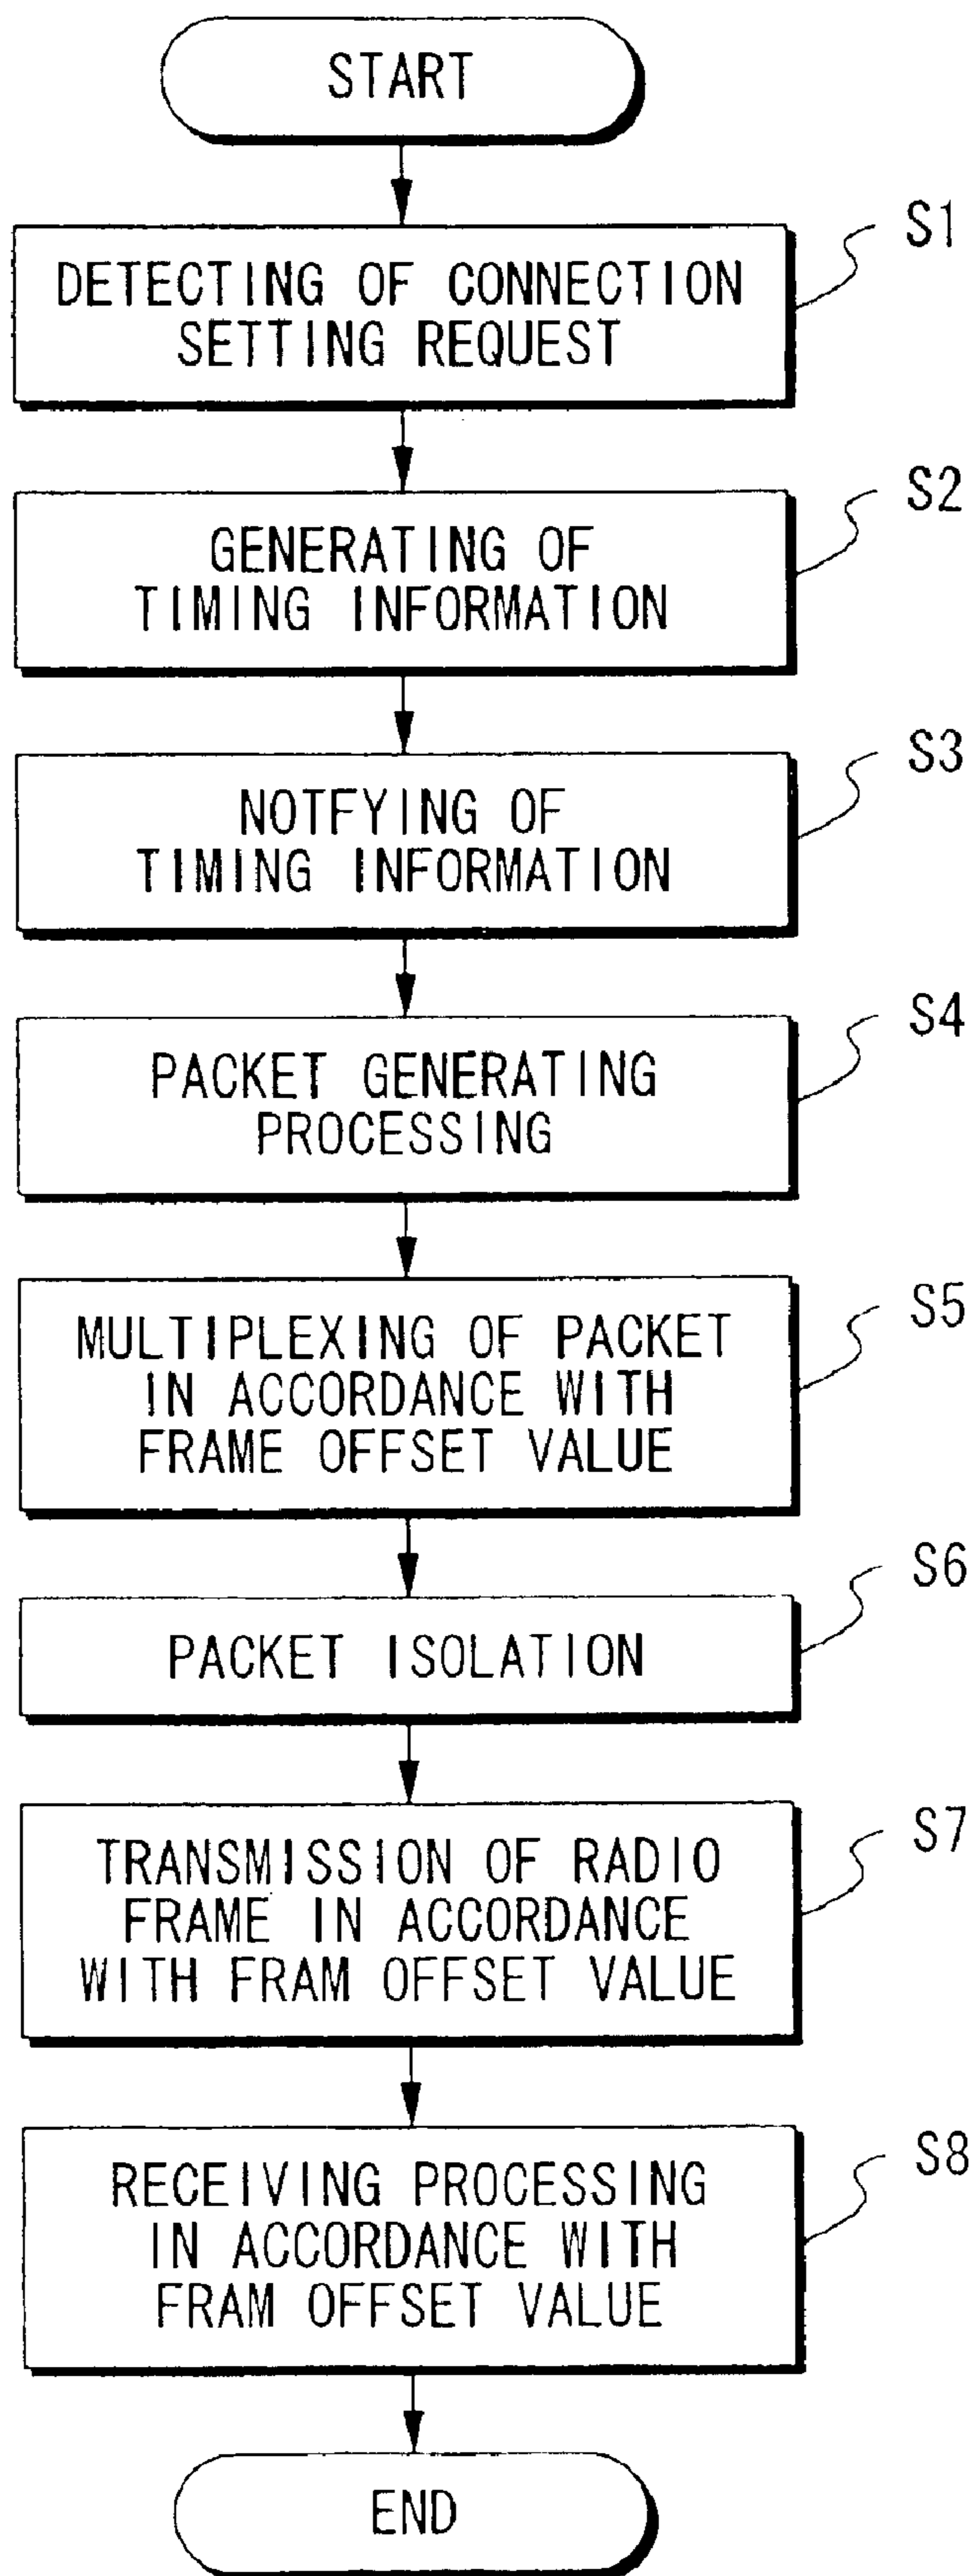 START
S1
DETECTING OF CONNECTION
SETTING REQUEST
S2
GENERATING OF
TIMING INFORMATION
S3
NOTFYING OF
TIMING INFORMATION
S4
PACKET GENERATING
PROCESSING
S5
MULTIPLEXING OF PACKET
IN ACCORDANCE WITH
FRAME OFFSET VALUE
S6
PACKET ISOLATION
S7
TRANSMISSION OF RADIO
FRAME IN ACCORDANCE
WITH FRAM OFFSET VALUE
S8
RECEIVING PROCESSING
IN ACCORDANCE WITH
FRAM OFFSET VALUE
END